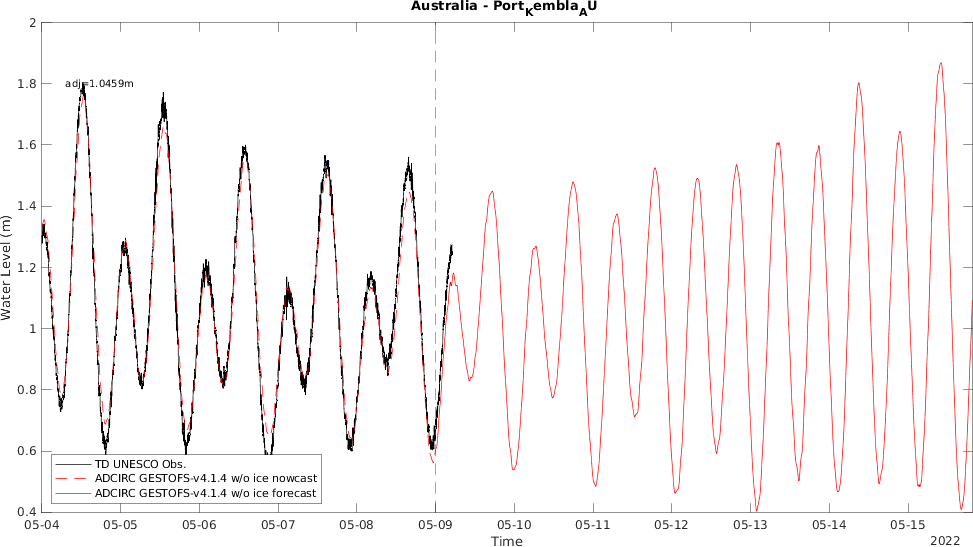 Australia - PortKemblaAU
2
1.8
1.6
1.4
1.2
1
0.8
0.6
0.4
Water Level (m)
adj=1.0459m
TD UNESCO Obs.
ADCIRC GESTOFS-v4.1.4 w/o ice nowcast
ADCIRC GESTOFS-v4.1.4 w/o ice forecast
05-04 05-05 05-06 05-07 05-08 05-09 05-10 05-11 05-12 05-13 05-14 05-15
Time
2022